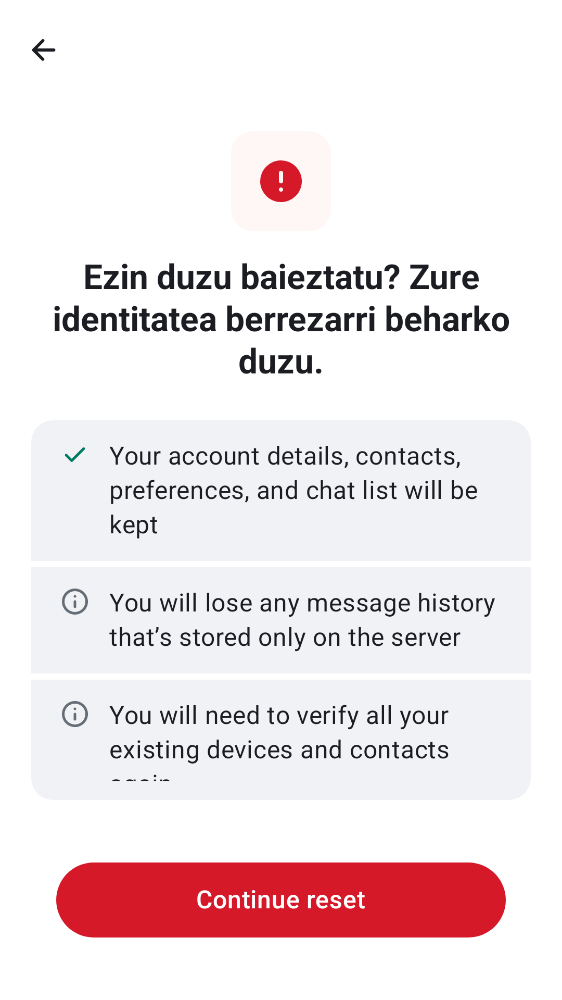 Ezin duzu baieztatu? Zure
identitatea berrezarri beharko
duzu.
Your account details, contacts,
preferences, and chat list will be
kept
You will lose any message history
that’s stored only on the server
You will need to verify all your
existing devices and contacts
again
Continue reset